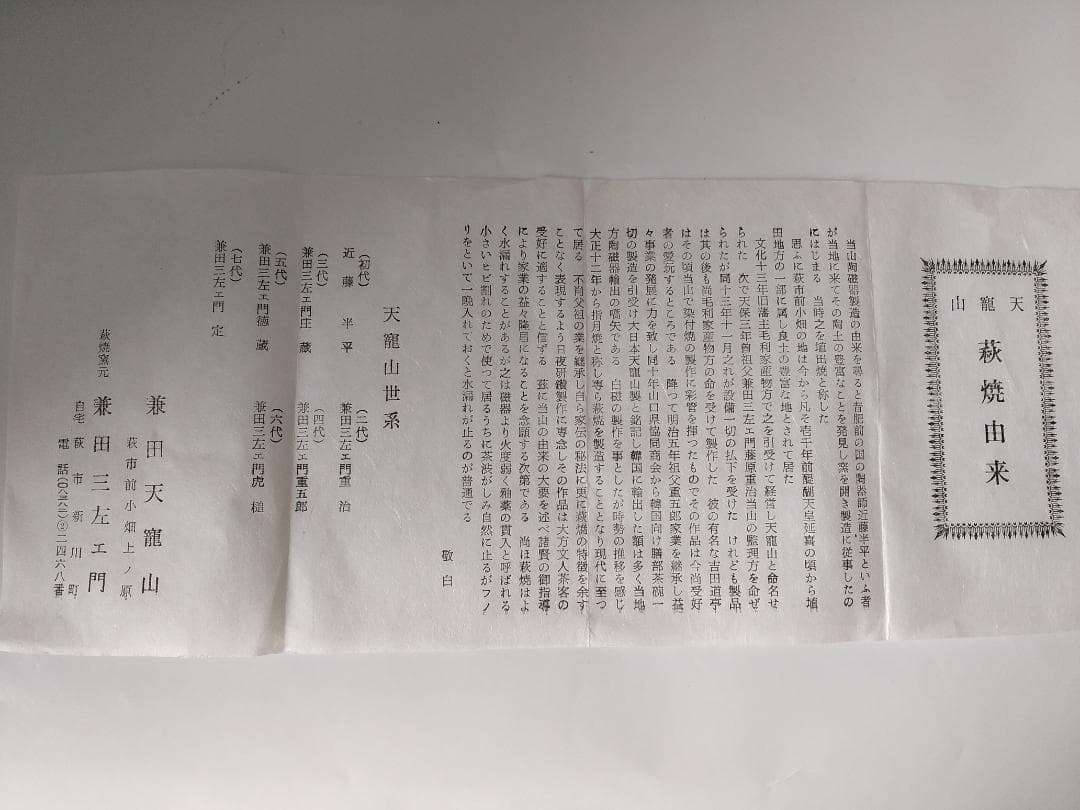 天龍山
萩焼由来
当山陶磁器製造の由来を尋ると昔肥前の国の陶器師近藤半平といふ者
が当地に来てその陶土の豊富なことを発見し窯を開き製造に従事したの
にはじまる　当時之を埴出焼と称した
思ふに萩市前小畑の地は今から凡そ壱千年前醍醐天皇延喜の頃から埴
田地方の一部に属し良土の豊富な地とされて居た
文化十三年旧藩主毛利家産物方で之を引受けて経営し天龍山と命名せ
られた　次で天保三年曽祖父兼田三左エ門藤原重治当山の監理方を命ぜ
られたが同十三年十一月之れが設備一切の払下を受けた　けれども製品
は其の後も尚毛利家産物方の命を受けて製作した　彼の有名な吉田道亭
はその頃当山で染付焼の製作に彩管を揮つたものでその作品は今尚受好
者の愛玩するところである　降つて明治五年祖父重五郎家業を継承し益
々事業の発展に力を致し同十年山口県協同商会から韓国向け膳部茶碗一
切の製造を引受け大日本天龍山製と銘記し韓国に輸出した額は多く当地
方陶磁器輸出の嚆矢である　白磁の製作を事としたが時勢の推移を感じ
大正十二年から指月焼と称し専ら萩焼を製造することとなり現代に至つ
て居る　不肖父祖の業を継承し自ら家伝の秘法に更に萩焼の特徴を余す
ことなく表現するよう日夜研鑽製作に専念しその作品は大方文人茶客の
受好に適することと信ずる　茲に当山の由来の大要を述べ諸賢の御指導
により家業の益々隆昌になることを念願する次第である　尚ほ萩焼はよ
く水漏れすることがあるが之は磁器より火度弱く釉薬の貫入と呼ばれる
小さいヒビ割れのためで使つて居るうちに茶渋がしみ自然に止るがフノ
リをといて一晩入れておくと水漏れが止るのが普通でる
敬白
天龍山世系
（初代）
近藤半平
（二代）
兼田三左エ門重治
（三代）
兼田三左エ門庄蔵
（四代）
兼田三左エ門重五郎
（五代）
兼田三左エ門徳蔵
（六代）
兼田三左エ門虎槌
（七代）
兼田三左エ門定
兼田天寵山
萩市前小畑上ノ原
萩焼窯元　兼田三左エ門
自宅　萩市新川町
電話(〇八三八二)②二四六八番